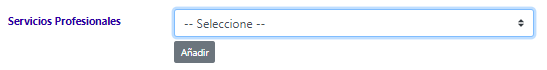 Servicios Profesionales
-- Seleccione --
Añadir